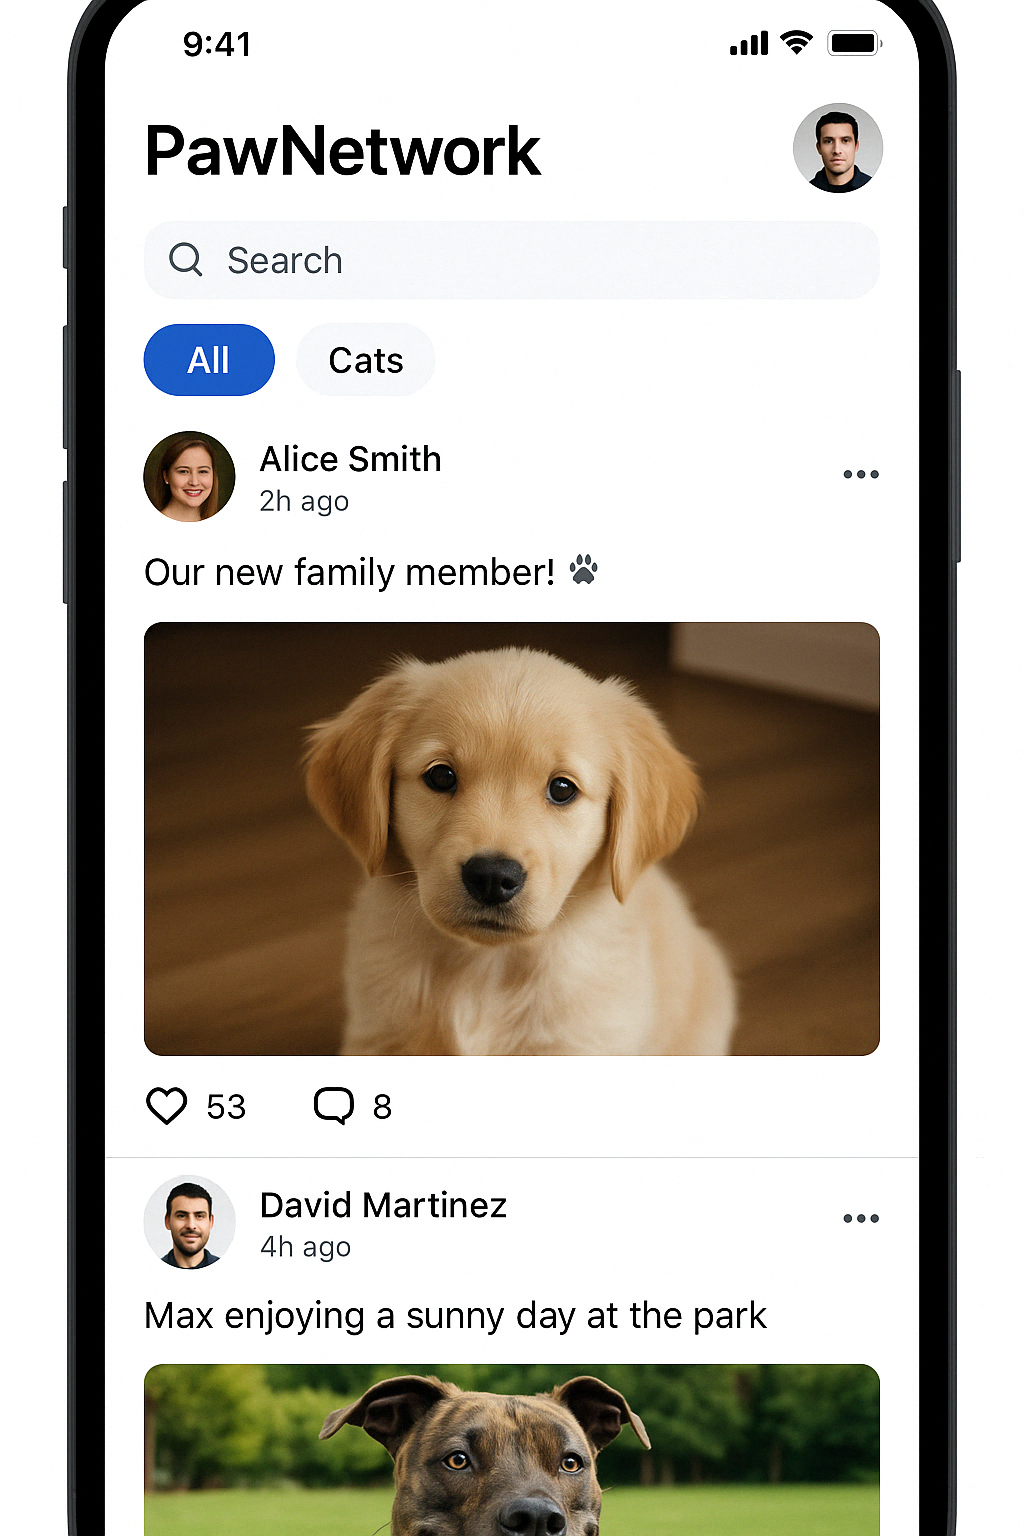 9:41
PawNetwork
Search
All
Cats
Alice Smith
2h ago
Our new family member! 🐾
53
8
David Martinez
4h ago
Max enjoying a sunny day at the park